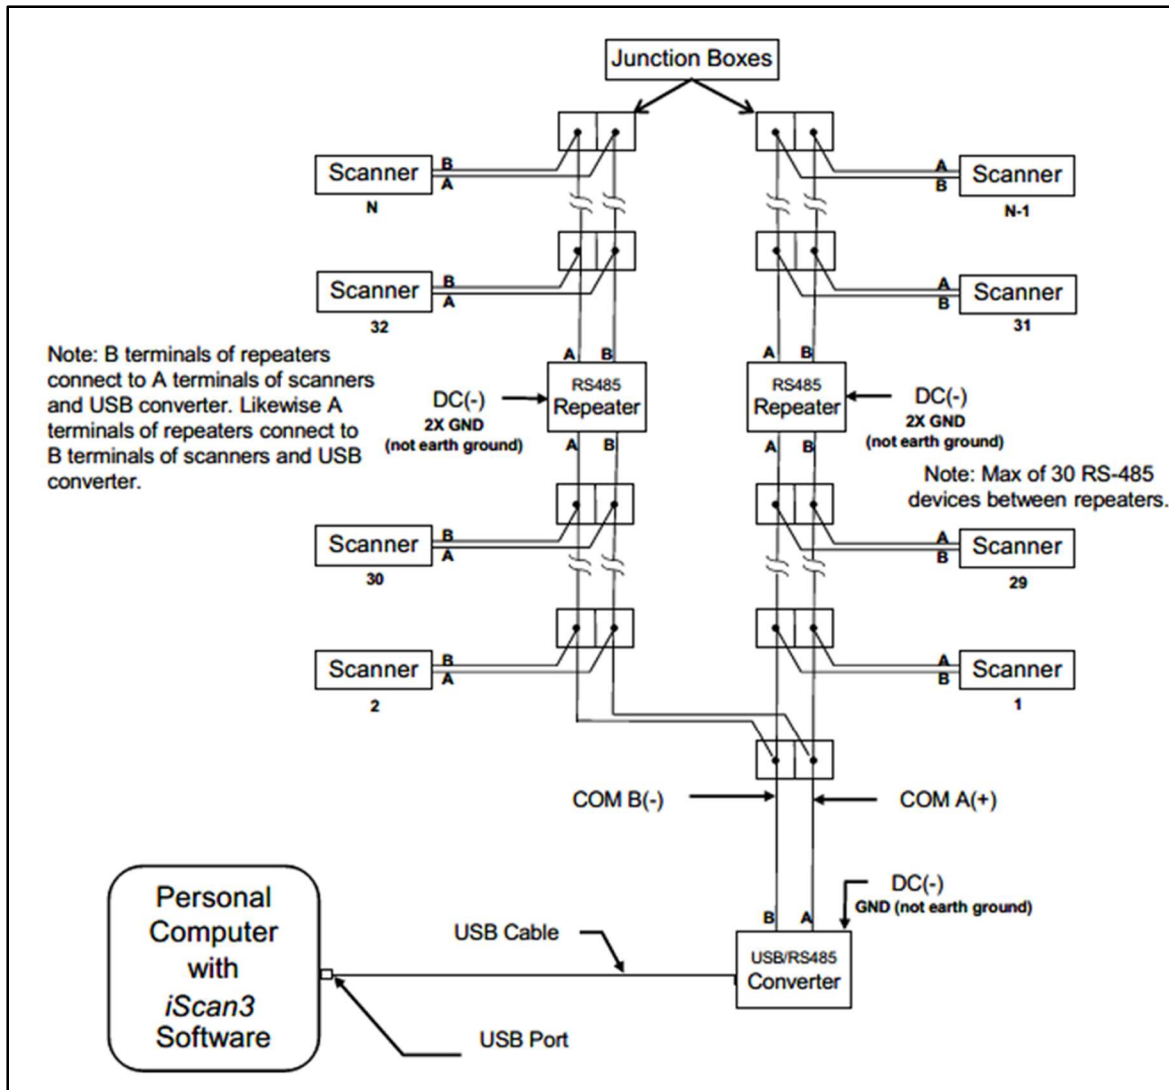 Junction Boxes
Scanner
B
A
N
Scanner
A
B
N-1
Scanner
B
A
32
Scanner
A
B
31
Note: B terminals of repeaters
connect to A terminals of scanners
and USB converter. Likewise A
terminals of repeaters connect to
B terminals of scanners and USB
converter.
A B
RS485
Repeater
A B
DC(-)
2X GND
(not earth ground)
A B
RS485
Repeater
A B
DC(-)
2X GND
(not earth ground)
Note: Max of 30 RS-485
devices between repeaters.
Scanner
B
A
30
Scanner
A
B
29
Scanner
B
A
2
Scanner
A
B
1
COM B(-)
COM A(+)
DC(-)
GND (not earth ground)
B A
USB/RS485
Converter
USB Cable
Personal
Computer
with
iScan3
Software
USB Port